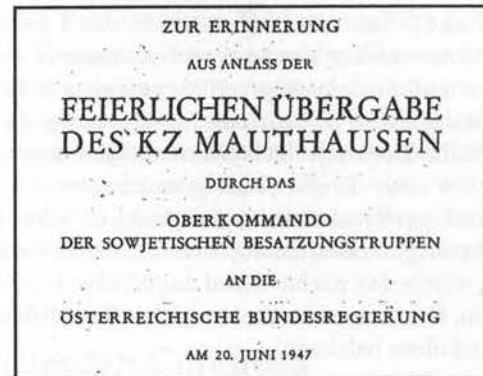 ZUR ERINNERUNG
AUS ANLASS DER
FEIERLICHEN ÜBERGABE
DES KZ MAUTHAUSEN
DURCH DAS
OBERKOMMANDO
DER SOWJETISCHEN BESATZUNGSTRUPPEN
AN DIE
ÖSTERREICHISCHE BUNDESREGIERUNG
AM 20. JUNI 1947